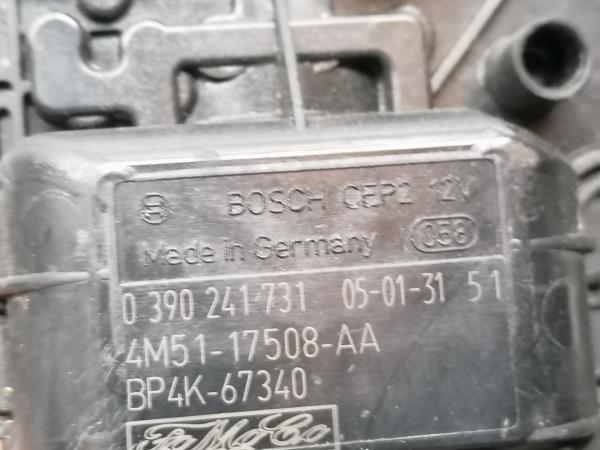 BOSCH CEP2 12V
Made in Germany 058
0 390 241 731 05-01-31 51
4M51-17508-AA
BP4K-67340
FoMoCo